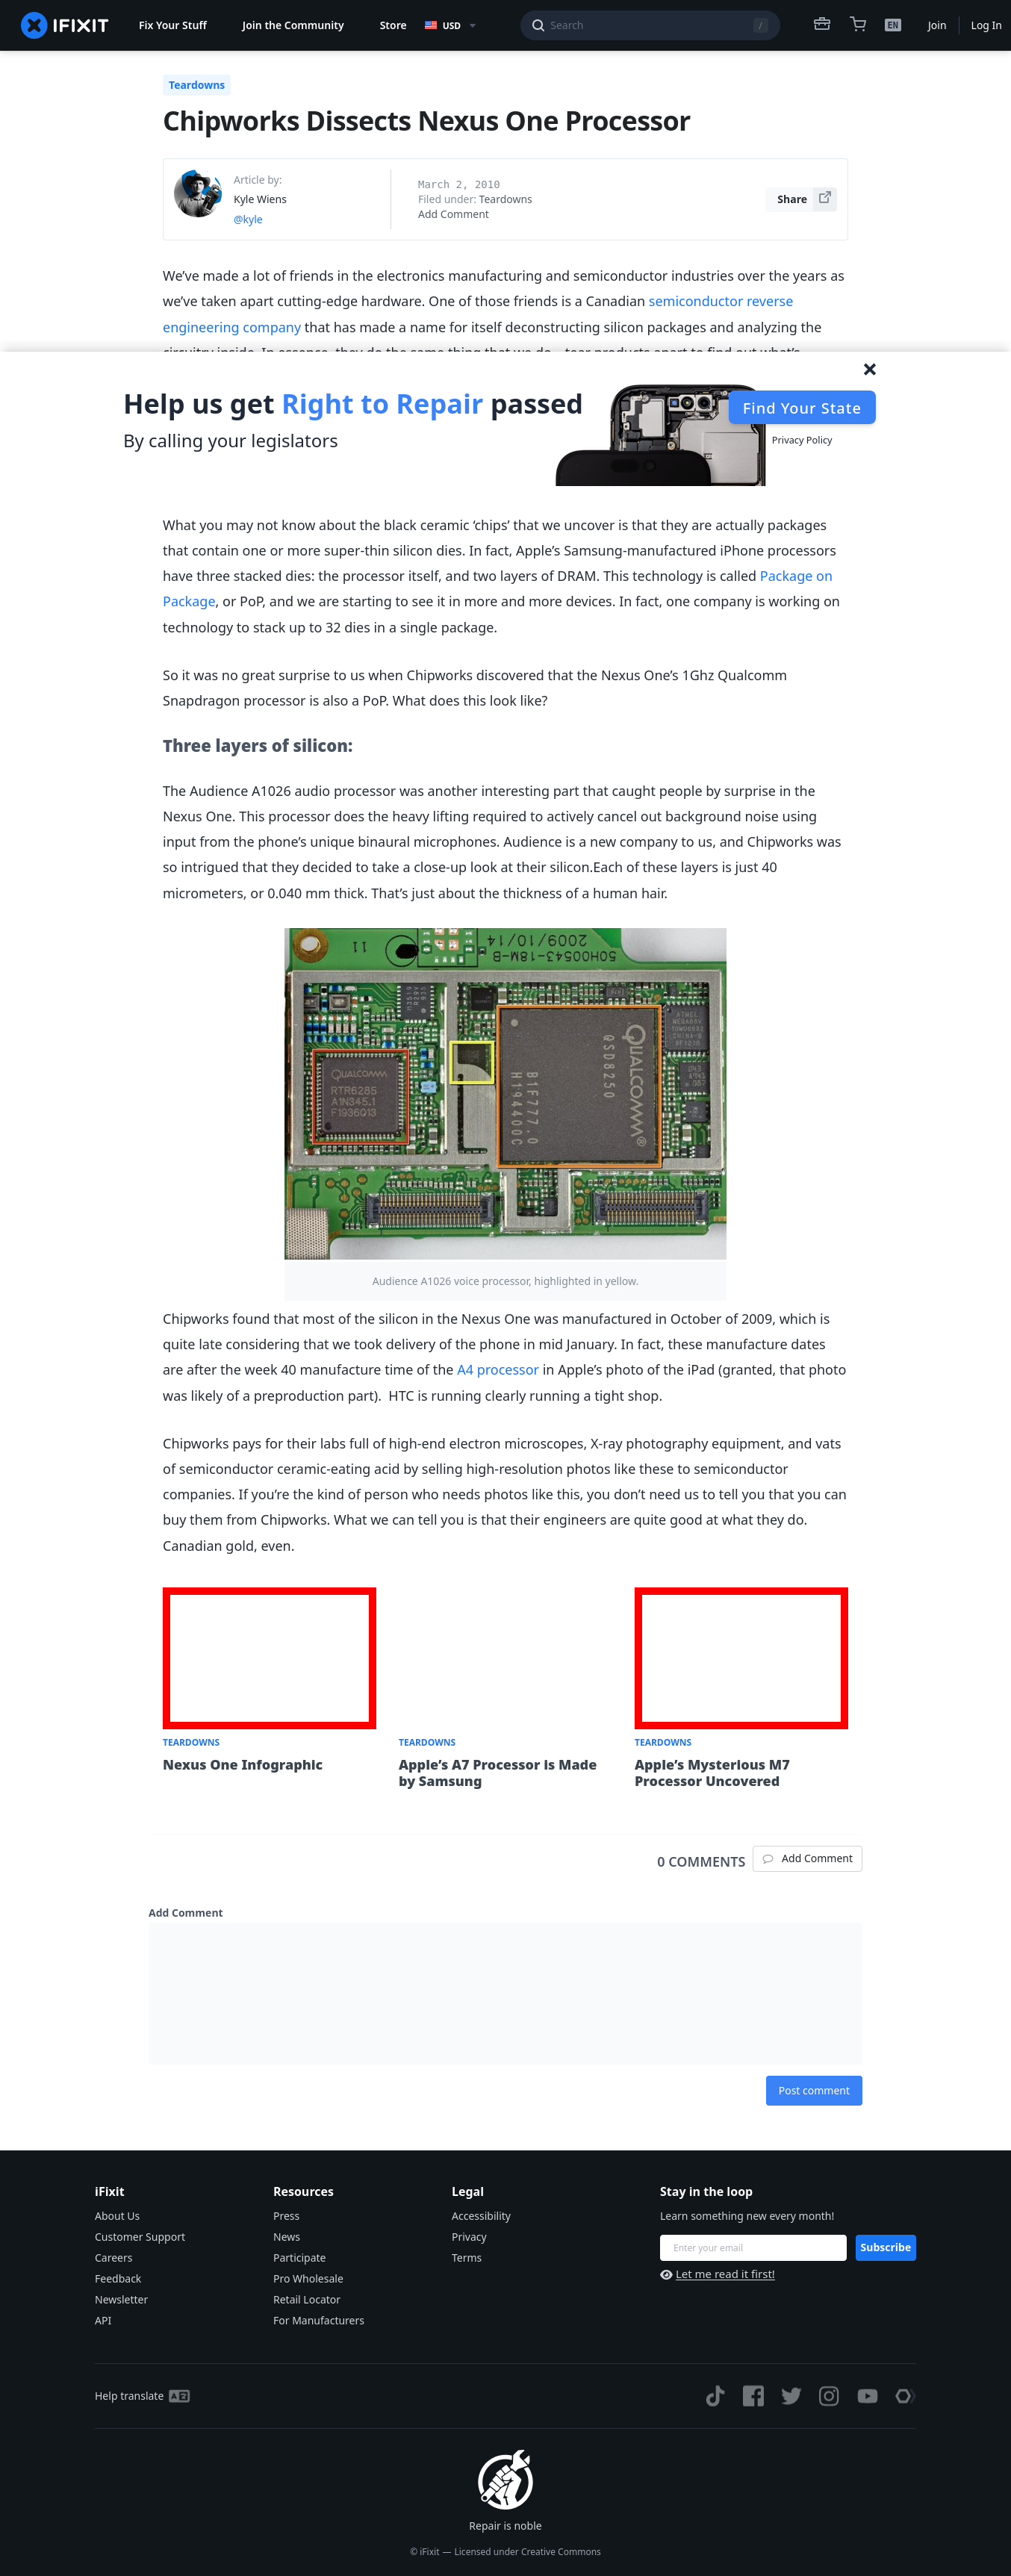 IFIXIT
Fix Your Stuff
Join the Community
Store
USD
Search
/
EN
Join
Log In
Teardowns
Chipworks Dissects Nexus One Processor
Article by:
Kyle Wiens
@kyle
March 2, 2010
Filed under: Teardowns
Add Comment
Share
We’ve made a lot of friends in the electronics manufacturing and semiconductor industries over the years as
we’ve taken apart cutting-edge hardware. One of those friends is a Canadian semiconductor reverse
engineering company that has made a name for itself deconstructing silicon packages and analyzing the
circuitry inside. In essence, they do the same thing that we do—tear products apart to find out what’s
Help us get Right to Repair passed
By calling your legislators
Find Your State
Privacy Policy
What you may not know about the black ceramic ‘chips’ that we uncover is that they are actually packages
that contain one or more super-thin silicon dies. In fact, Apple’s Samsung-manufactured iPhone processors
have three stacked dies: the processor itself, and two layers of DRAM. This technology is called Package on
Package, or PoP, and we are starting to see it in more and more devices. In fact, one company is working on
technology to stack up to 32 dies in a single package.
So it was no great surprise to us when Chipworks discovered that the Nexus One’s 1Ghz Qualcomm
Snapdragon processor is also a PoP. What does this look like?
Three layers of silicon:
The Audience A1026 audio processor was another interesting part that caught people by surprise in the
Nexus One. This processor does the heavy lifting required to actively cancel out background noise using
input from the phone’s unique binaural microphones. Audience is a new company to us, and Chipworks was
so intrigued that they decided to take a close-up look at their silicon.Each of these layers is just 40
micrometers, or 0.040 mm thick. That’s just about the thickness of a human hair.
11
2009/10/14
50H00543-18M-B
QUALCOMM
RTR6285
A1N345.1
F1936Q13
QUALCOMM
QSD8250
B1F777.0
H194400C
ATMEL
Audience A1026 voice processor, highlighted in yellow.
Chipworks found that most of the silicon in the Nexus One was manufactured in October of 2009, which is
quite late considering that we took delivery of the phone in mid January. In fact, these manufacture dates
are after the week 40 manufacture time of the A4 processor in Apple’s photo of the iPad (granted, that photo
was likely of a preproduction part).  HTC is running clearly running a tight shop.
Chipworks pays for their labs full of high-end electron microscopes, X-ray photography equipment, and vats
of semiconductor ceramic-eating acid by selling high-resolution photos like these to semiconductor
companies. If you’re the kind of person who needs photos like this, you don’t need us to tell you that you can
buy them from Chipworks. What we can tell you is that their engineers are quite good at what they do.
Canadian gold, even.
TEARDOWNS
Nexus One Infographic
TEARDOWNS
Apple’s A7 Processor is Made
by Samsung
TEARDOWNS
Apple’s Mysterious M7
Processor Uncovered
0 COMMENTS
Add Comment
Add Comment
Post comment
iFixit
About Us
Customer Support
Careers
Feedback
Newsletter
API
Resources
Press
News
Participate
Pro Wholesale
Retail Locator
For Manufacturers
Legal
Accessibility
Privacy
Terms
Stay in the loop
Learn something new every month!
Enter your email
Subscribe
Let me read it first!
Help translate
Repair is noble
© iFixit — Licensed under Creative Commons